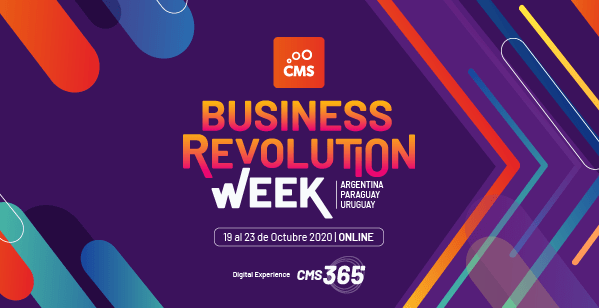 CMS
BUSINESS
REVOLUTION
WEEK
ARGENTINA
PARAGUAY
URUGUAY
19 al 23 de Octubre 2020 | ONLINE
Digital Experience CMS365